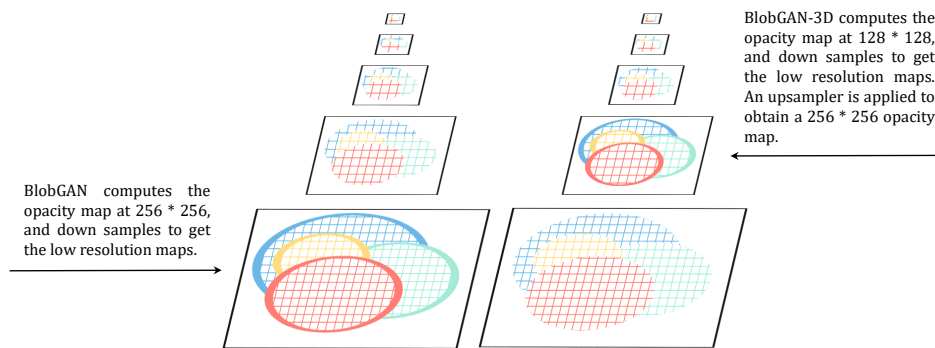 BlobGAN-3D computes the
opacity map at 128 * 128,
and down samples to get
the low resolution maps.
An upsampler is applied to
obtain a 256 * 256 opacity
map.
BlobGAN computes the
opacity map at 256 * 256,
and down samples to get
the low resolution maps.